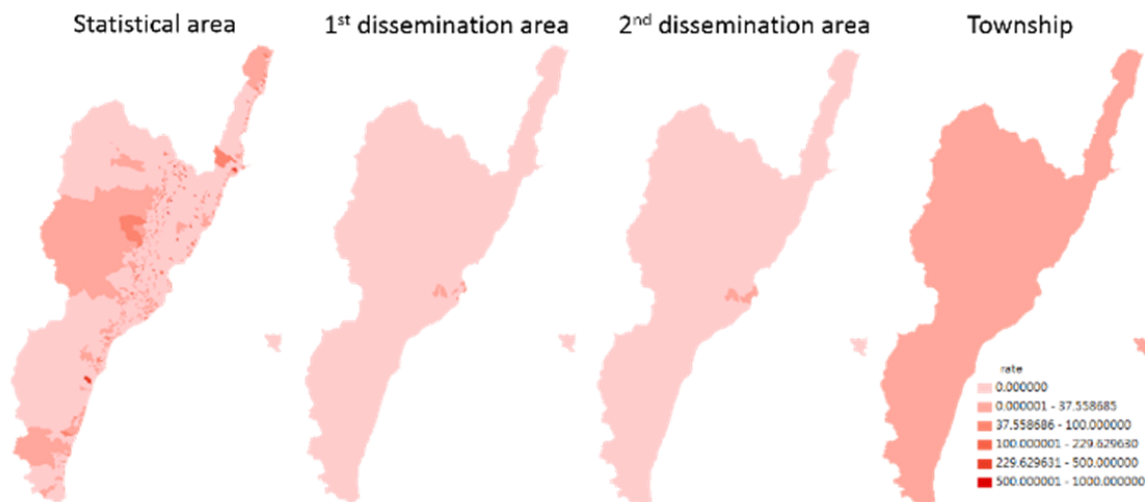 Statistical area
1st dissemination area
2nd dissemination area
Township
rate
0.000000
0.000001 - 37.558685
37.558686 - 100.000000
100.000001 - 229.629630
229.629631 - 500.000000
500.000001 - 1000.000000